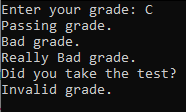 Enter your grade: C
Passing grade.
Bad grade.
Really Bad grade.
Did you take the test?
Invalid grade.